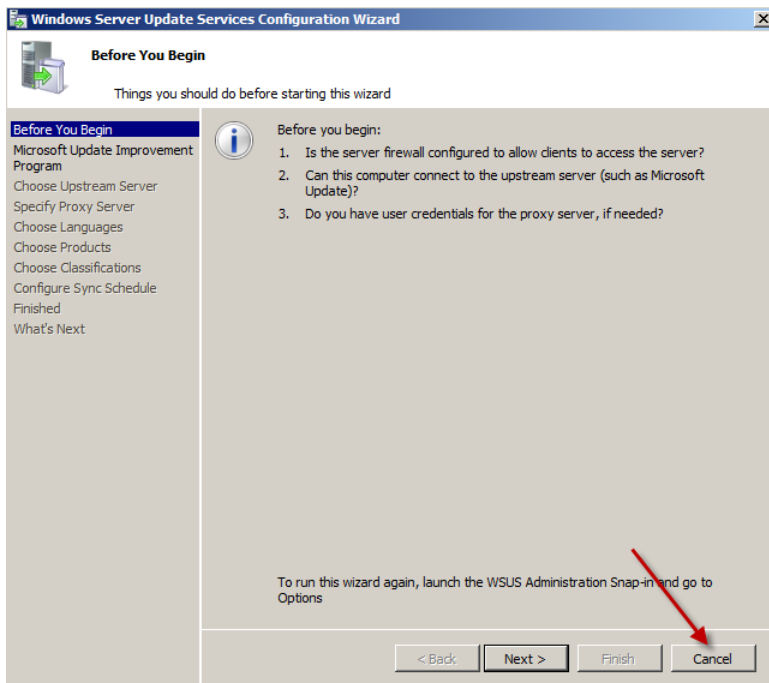 Windows Server Update Services Configuration Wizard
Before You Begin
Things you should do before starting this wizard
Before You Begin
Microsoft Update Improvement
Program
Choose Upstream Server
Specify Proxy Server
Choose Languages
Choose Products
Choose Classifications
Configure Sync Schedule
Finished
What's Next
Before you begin:
1. Is the server firewall configured to allow clients to access the server?
2. Can this computer connect to the upstream server (such as Microsoft
Update)?
3. Do you have user credentials for the proxy server, if needed?
To run this wizard again, launch the WSUS Administration Snap-in and go to
Options
< Back
Next >
Finish
Cancel